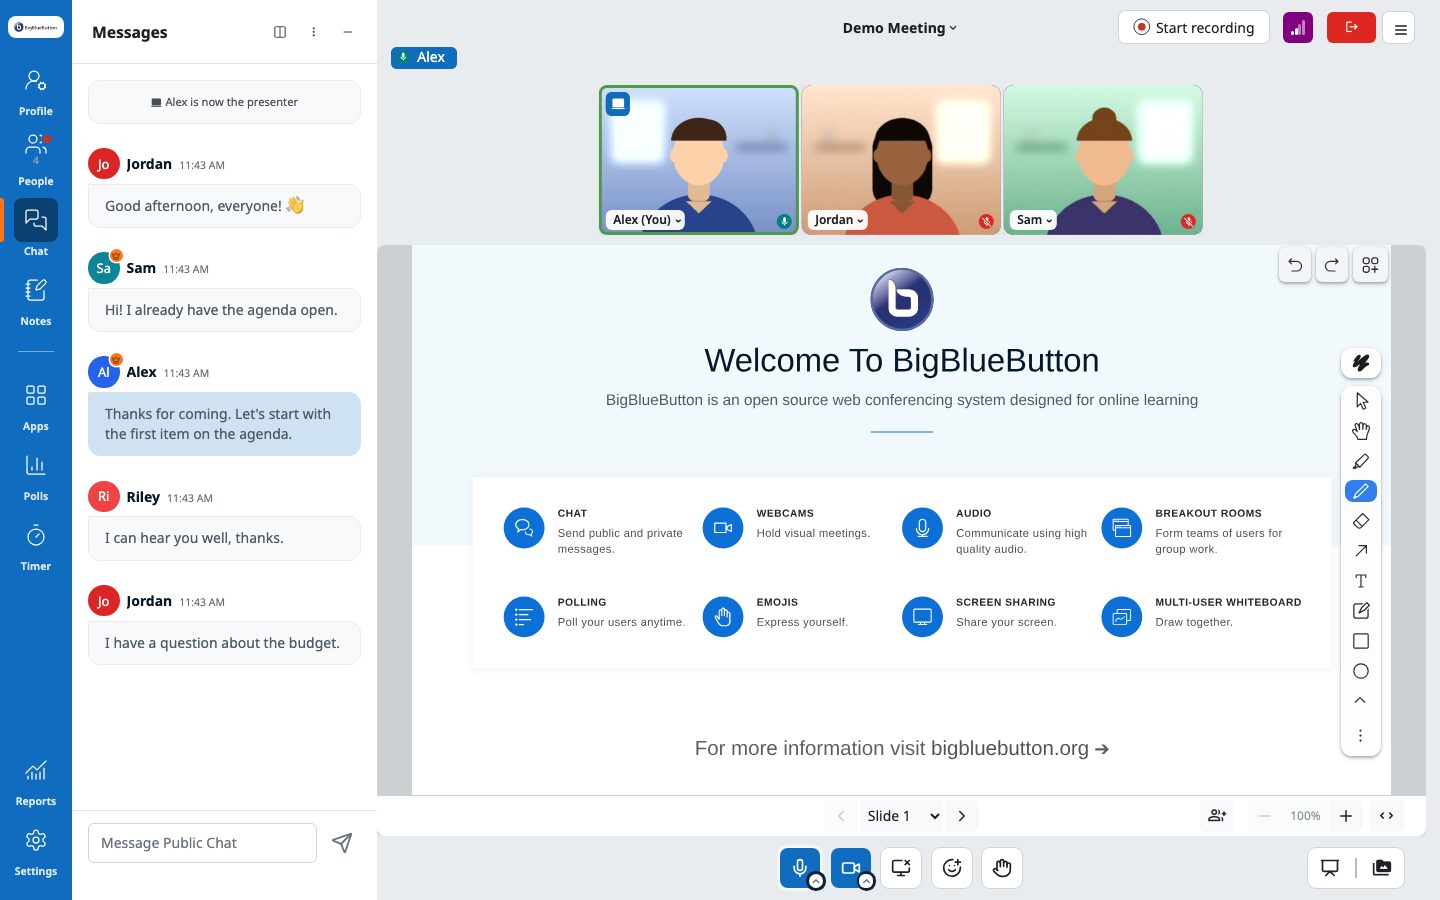 BigBlueButton
Profile
4
People
Chat
Notes
Apps
Polls
Timer
Reports
Settings
Messages
Alex is now the presenter
Jo
Jordan 11:43 AM
Good afternoon, everyone! 👋
Sa
Sam 11:43 AM
Hi! I already have the agenda open.
Al
Alex 11:43 AM
Thanks for coming. Let's start with
the first item on the agenda.
Ri
Riley 11:43 AM
I can hear you well, thanks.
Jo
Jordan 11:43 AM
I have a question about the budget.
Message Public Chat
Demo Meeting
Start recording
Alex
Alex (You)
Jordan
Sam
Welcome To BigBlueButton
BigBlueButton is an open source web conferencing system designed for online learning
CHAT
Send public and private
messages.
WEBCAMS
Hold visual meetings.
AUDIO
Communicate using high
quality audio.
BREAKOUT ROOMS
Form teams of users for
group work.
POLLING
Poll your users anytime.
EMOJIS
Express yourself.
SCREEN SHARING
Share your screen.
MULTI-USER WHITEBOARD
Draw together.
For more information visit bigbluebutton.org ➔
Slide 1
100%